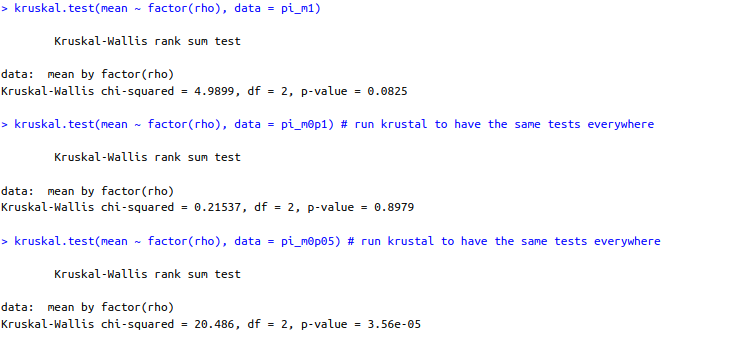 > kruskal.test(mean ~ factor(rho), data = pi_m1)
Kruskal-Wallis rank sum test
data:  mean by factor(rho)
Kruskal-Wallis chi-squared = 4.9899, df = 2, p-value = 0.0825
> kruskal.test(mean ~ factor(rho), data = pi_m0p1) # run krustal to have the same tests everywhere
Kruskal-Wallis rank sum test
data:  mean by factor(rho)
Kruskal-Wallis chi-squared = 0.21537, df = 2, p-value = 0.8979
> kruskal.test(mean ~ factor(rho), data = pi_m0p05) # run krustal to have the same tests everywhere
Kruskal-Wallis rank sum test
data:  mean by factor(rho)
Kruskal-Wallis chi-squared = 20.486, df = 2, p-value = 3.56e-05